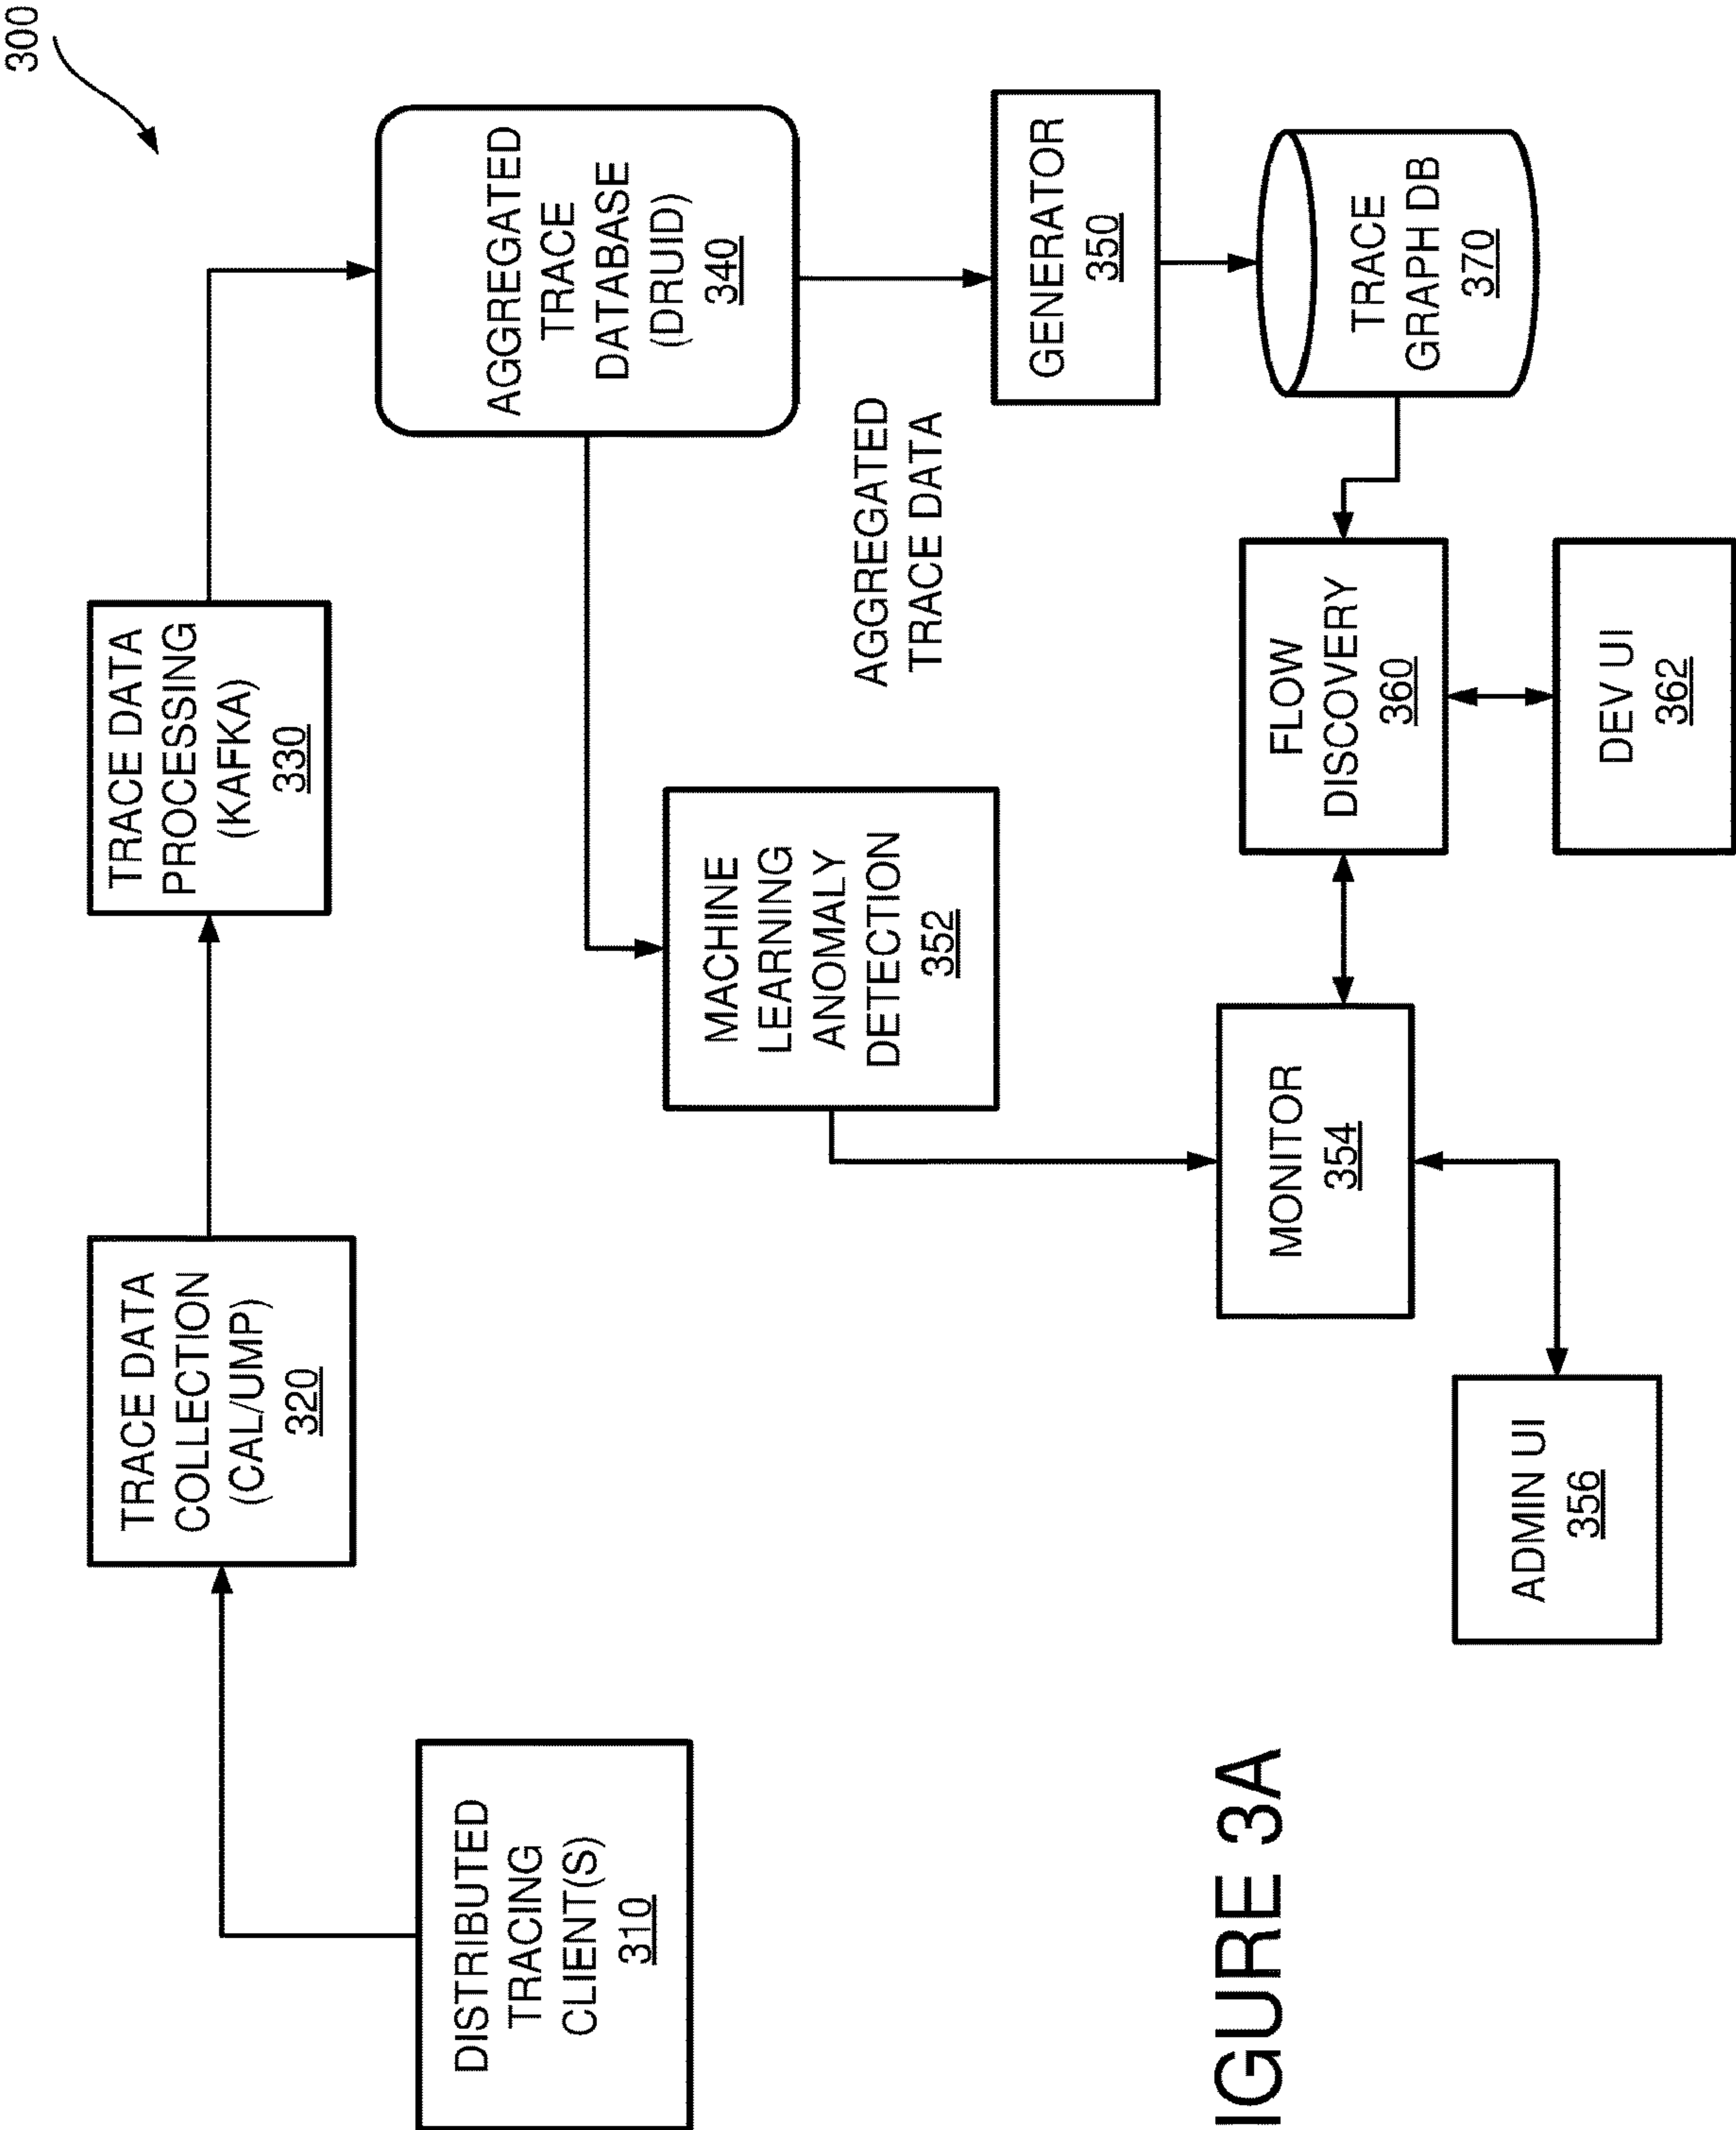 300
DISTRIBUTED
TRACING
CLIENT(S)
310
TRACE DATA
COLLECTION
(CAL/UMP)
320
TRACE DATA
PROCESSING
(KAFKA)
330
AGGREGATED
TRACE
DATABASE
(DRUID)
340
MACHINE
LEARNING
ANOMALY
DETECTION
352
AGGREGATED
TRACE DATA
GENERATOR
350
MONITOR
354
FLOW
DISCOVERY
360
TRACE
GRAPH DB
370
ADMIN UI
356
DEV UI
362
IGURE 3A